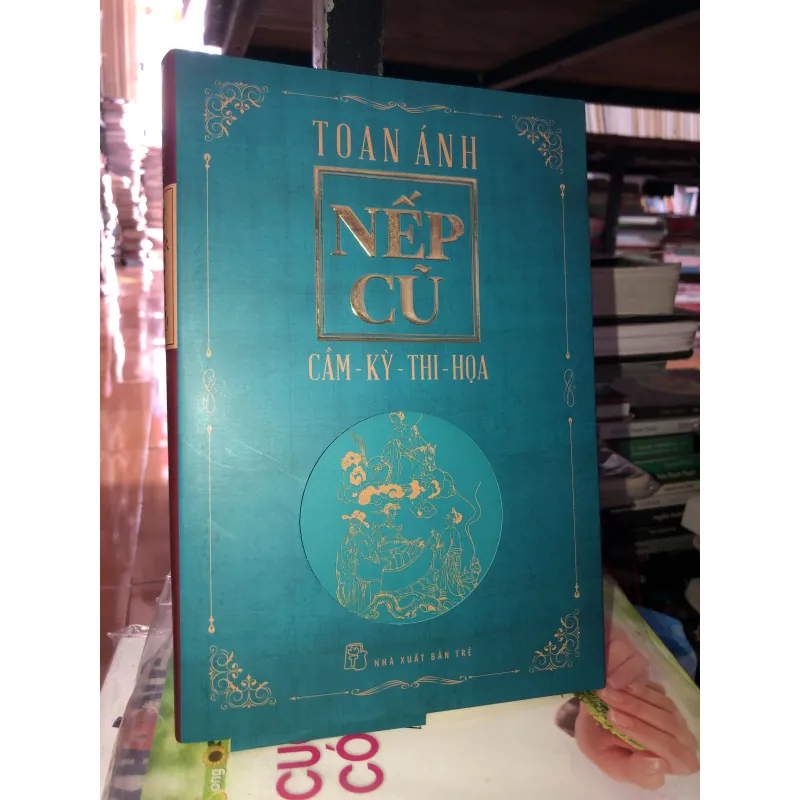 TOAN ÁNH
NẾP
CŨ
CẦM-KỲ-THI-HỌA
NHÀ XUẤT BẢN TRẺ